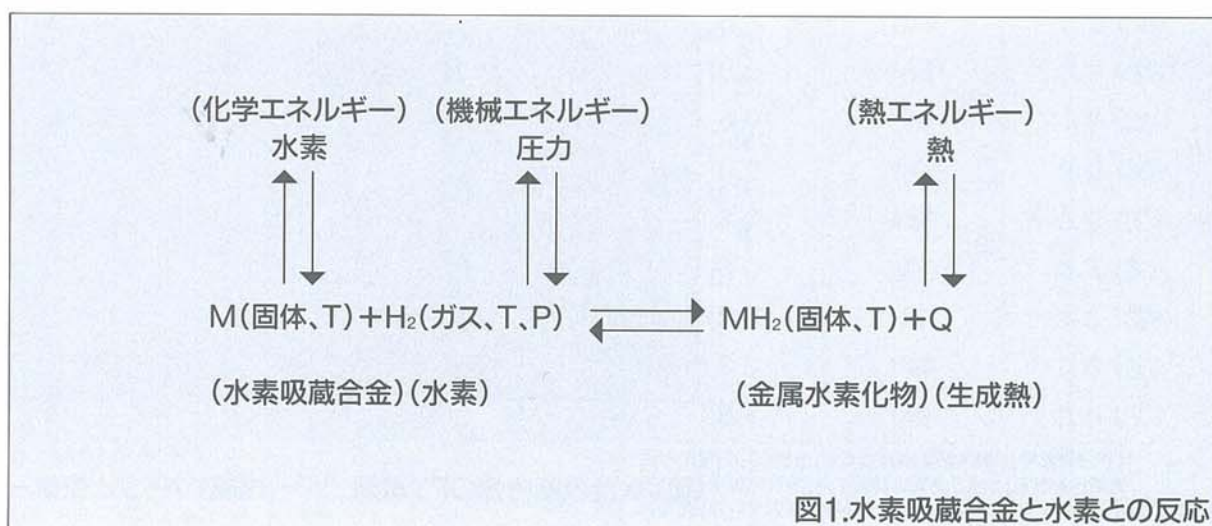 (化学エネルギー) (機械エネルギー) (熱エネルギー)
水素 圧力 熱
M(固体、T)+H₂(ガス、T、P) ⇄ MH₂(固体、T)+Q
(水素吸蔵合金)(水素) (金属水素化物)(生成熱)
図1.水素吸蔵合金と水素との反応